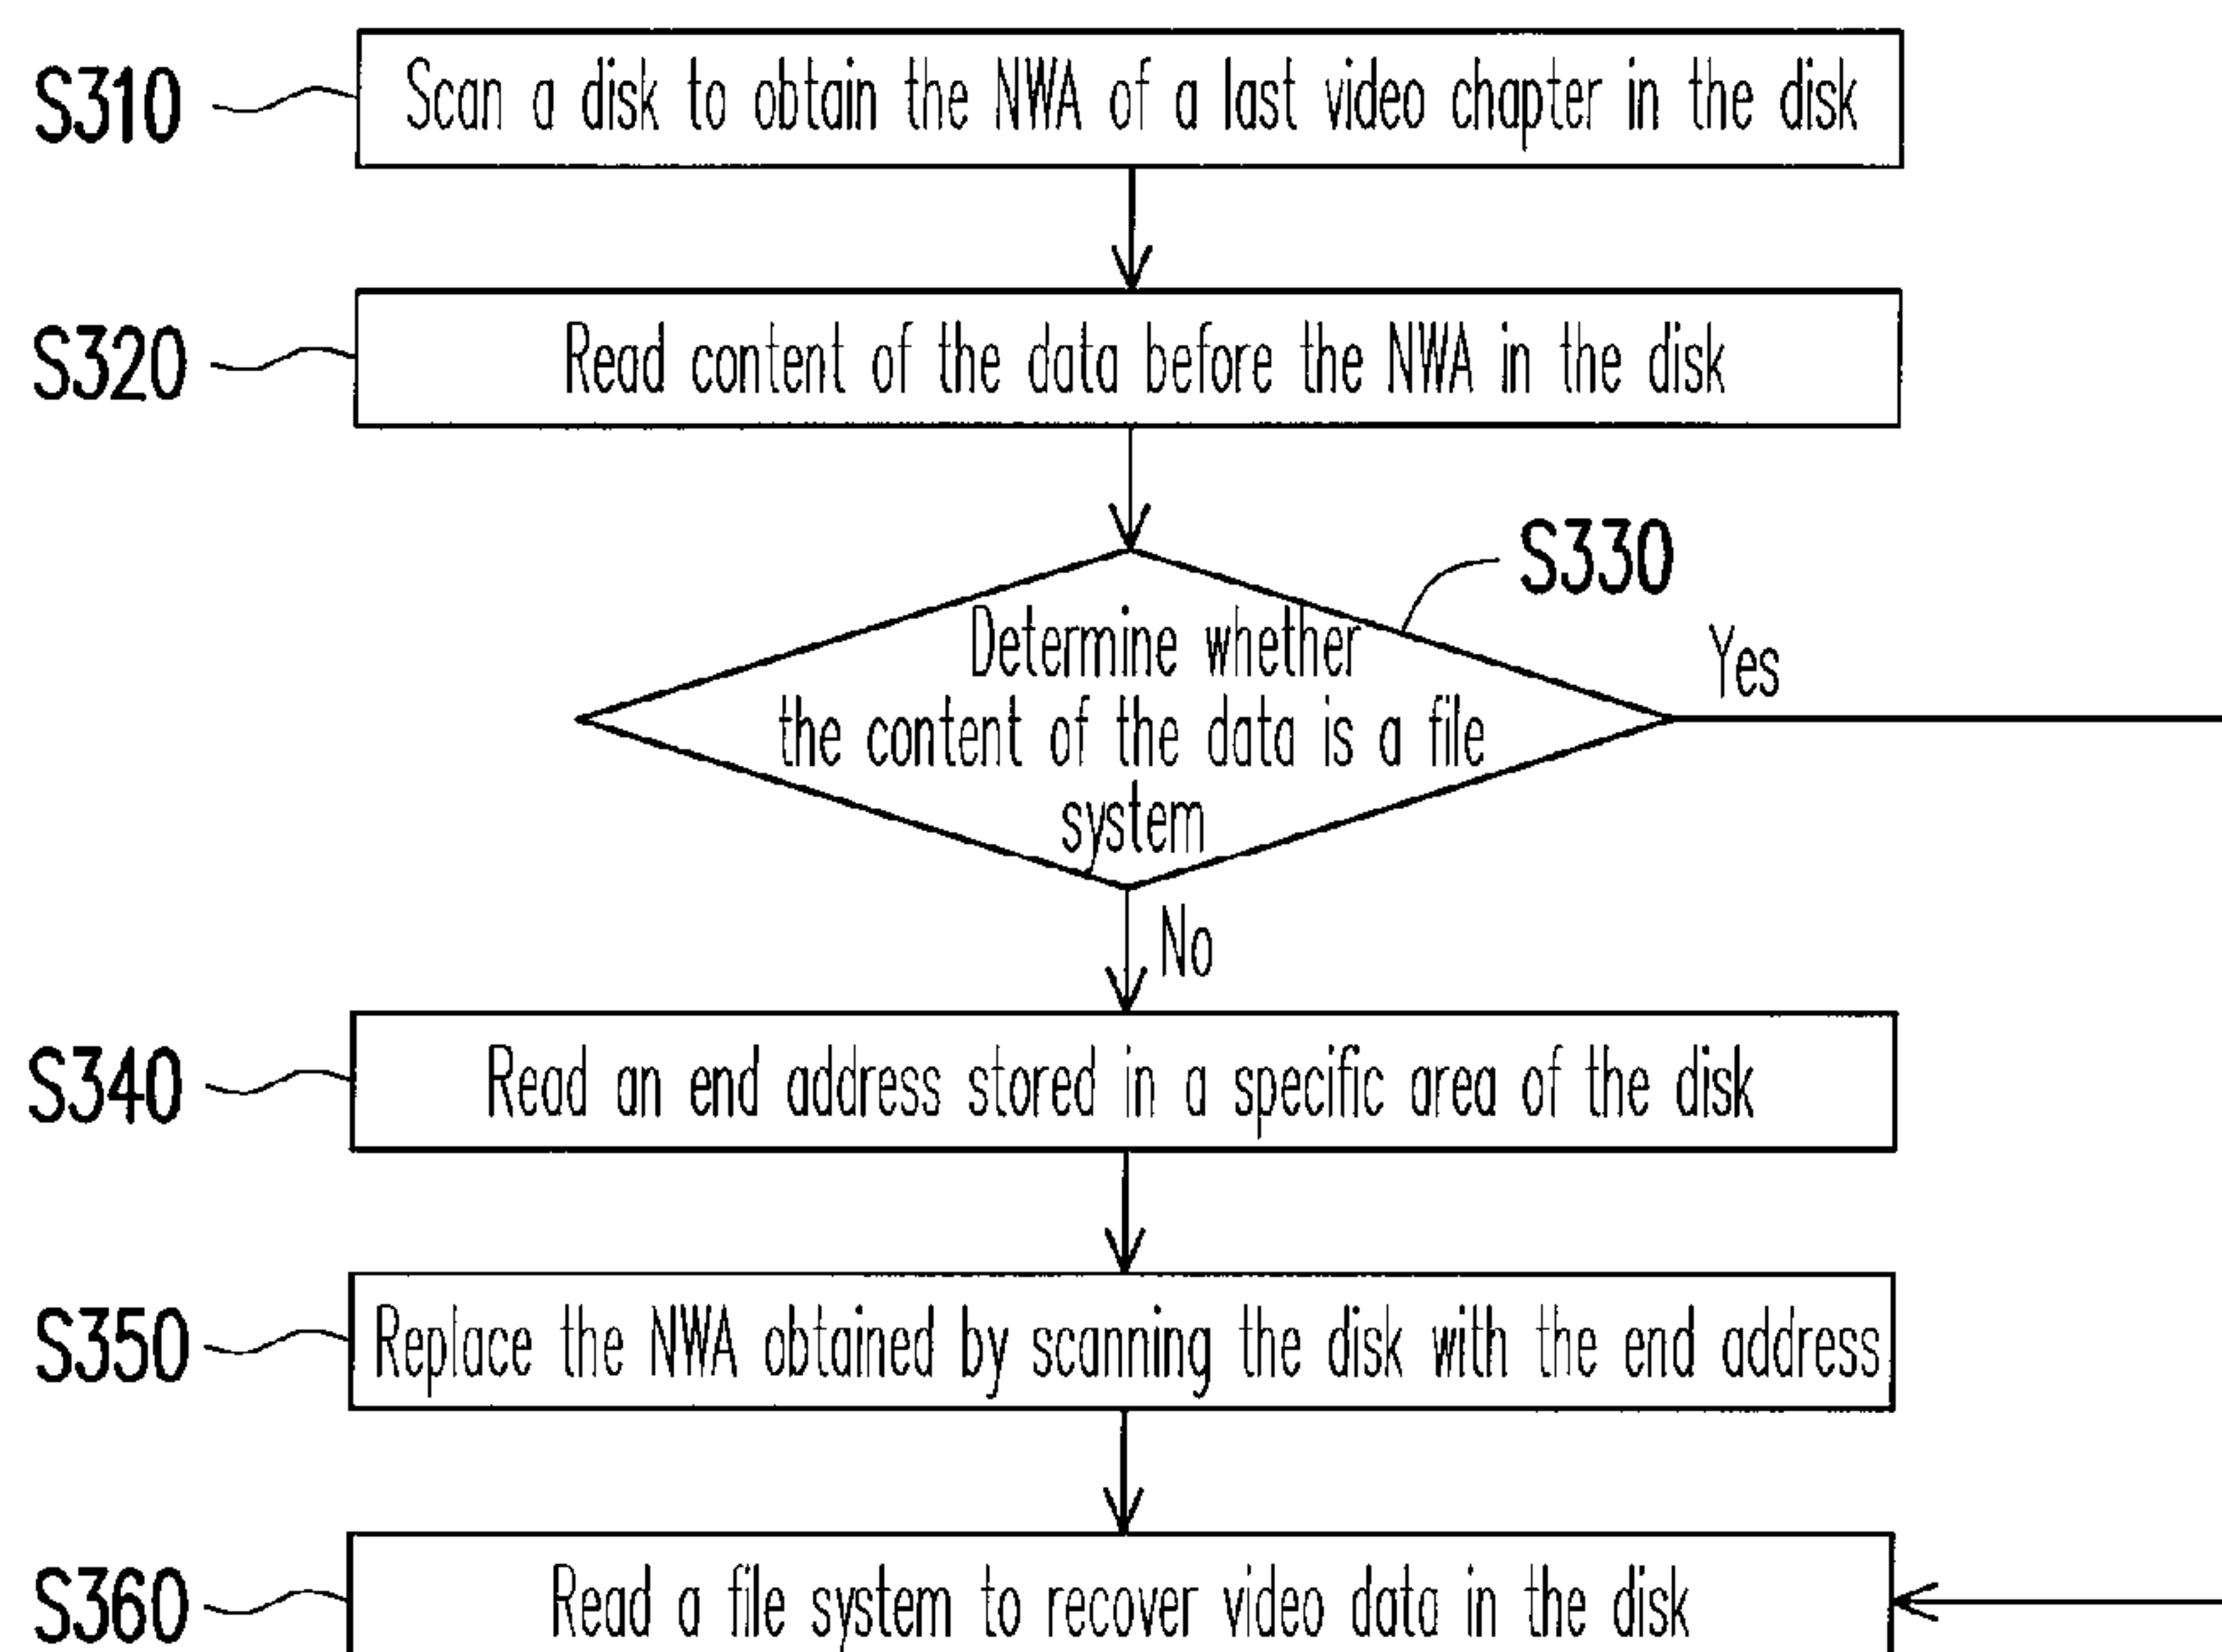 S310
Scan a disk to obtain the NWA of a last video chapter in the disk
S320
Read content of the data before the NWA in the disk
S330
Determine whether
the content of the data is a file
system
Yes
No
S340
Read an end address stored in a specific area of the disk
S350
Replace the NWA obtained by scanning the disk with the end address
S360
Read a file system to recover video data in the disk